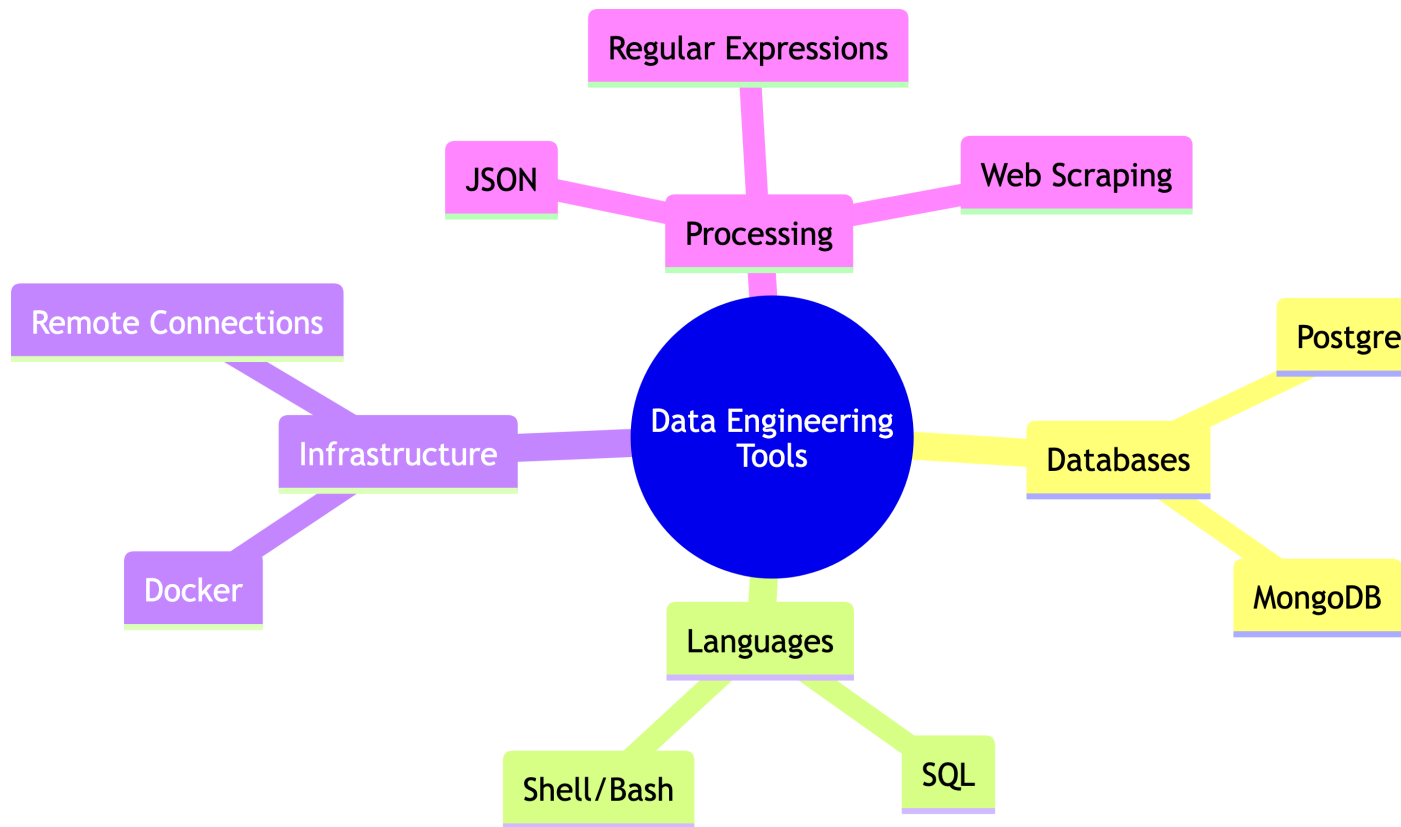 Regular Expressions
JSON
Web Scraping
Processing
Remote Connections
Postgre
Infrastructure
Data Engineering
Tools
Databases
Docker
MongoDB
Languages
Shell/Bash
SQL